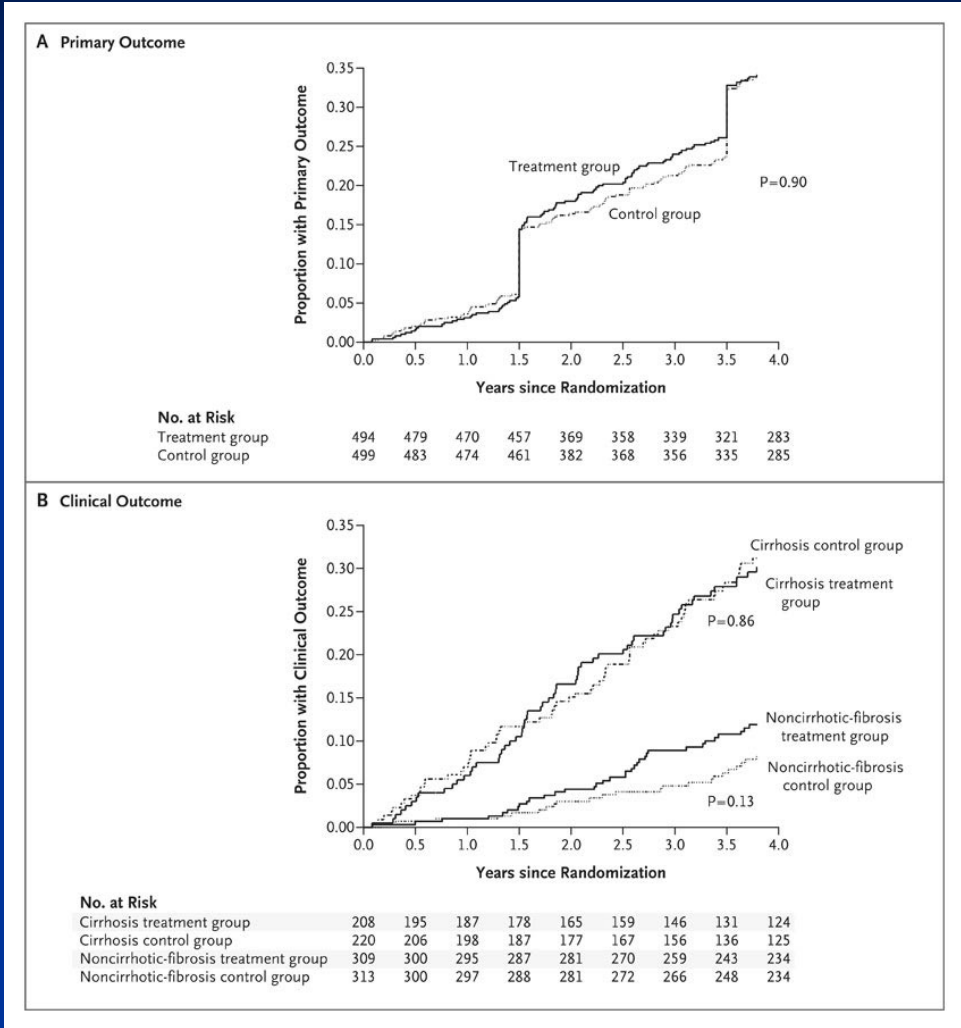 A Primary Outcome
0.35
0.30
0.25
0.20
0.15
0.10
0.05
0.00
Proportion with Primary Outcome
Treatment group
Control group
P=0.90
0.0 0.5 1.0 1.5 2.0 2.5 3.0 3.5 4.0
Years since Randomization
No. at Risk
Treatment group 494 479 470 457 369 358 339 321 283
Control group 499 483 474 461 382 368 356 335 285
B Clinical Outcome
0.35
0.30
0.25
0.20
0.15
0.10
0.05
0.00
Proportion with Clinical Outcome
Cirrhosis control group
Cirrhosis treatment
group
P=0.86
Noncirrhotic-fibrosis
treatment group
Noncirrhotic-fibrosis
control group
P=0.13
0.0 0.5 1.0 1.5 2.0 2.5 3.0 3.5 4.0
Years since Randomization
No. at Risk
Cirrhosis treatment group 208 195 187 178 165 159 146 131 124
Cirrhosis control group 220 206 198 187 177 167 156 136 125
Noncirrhotic-fibrosis treatment group 309 300 295 287 281 270 259 243 234
Noncirrhotic-fibrosis control group 313 300 297 288 281 272 266 248 234